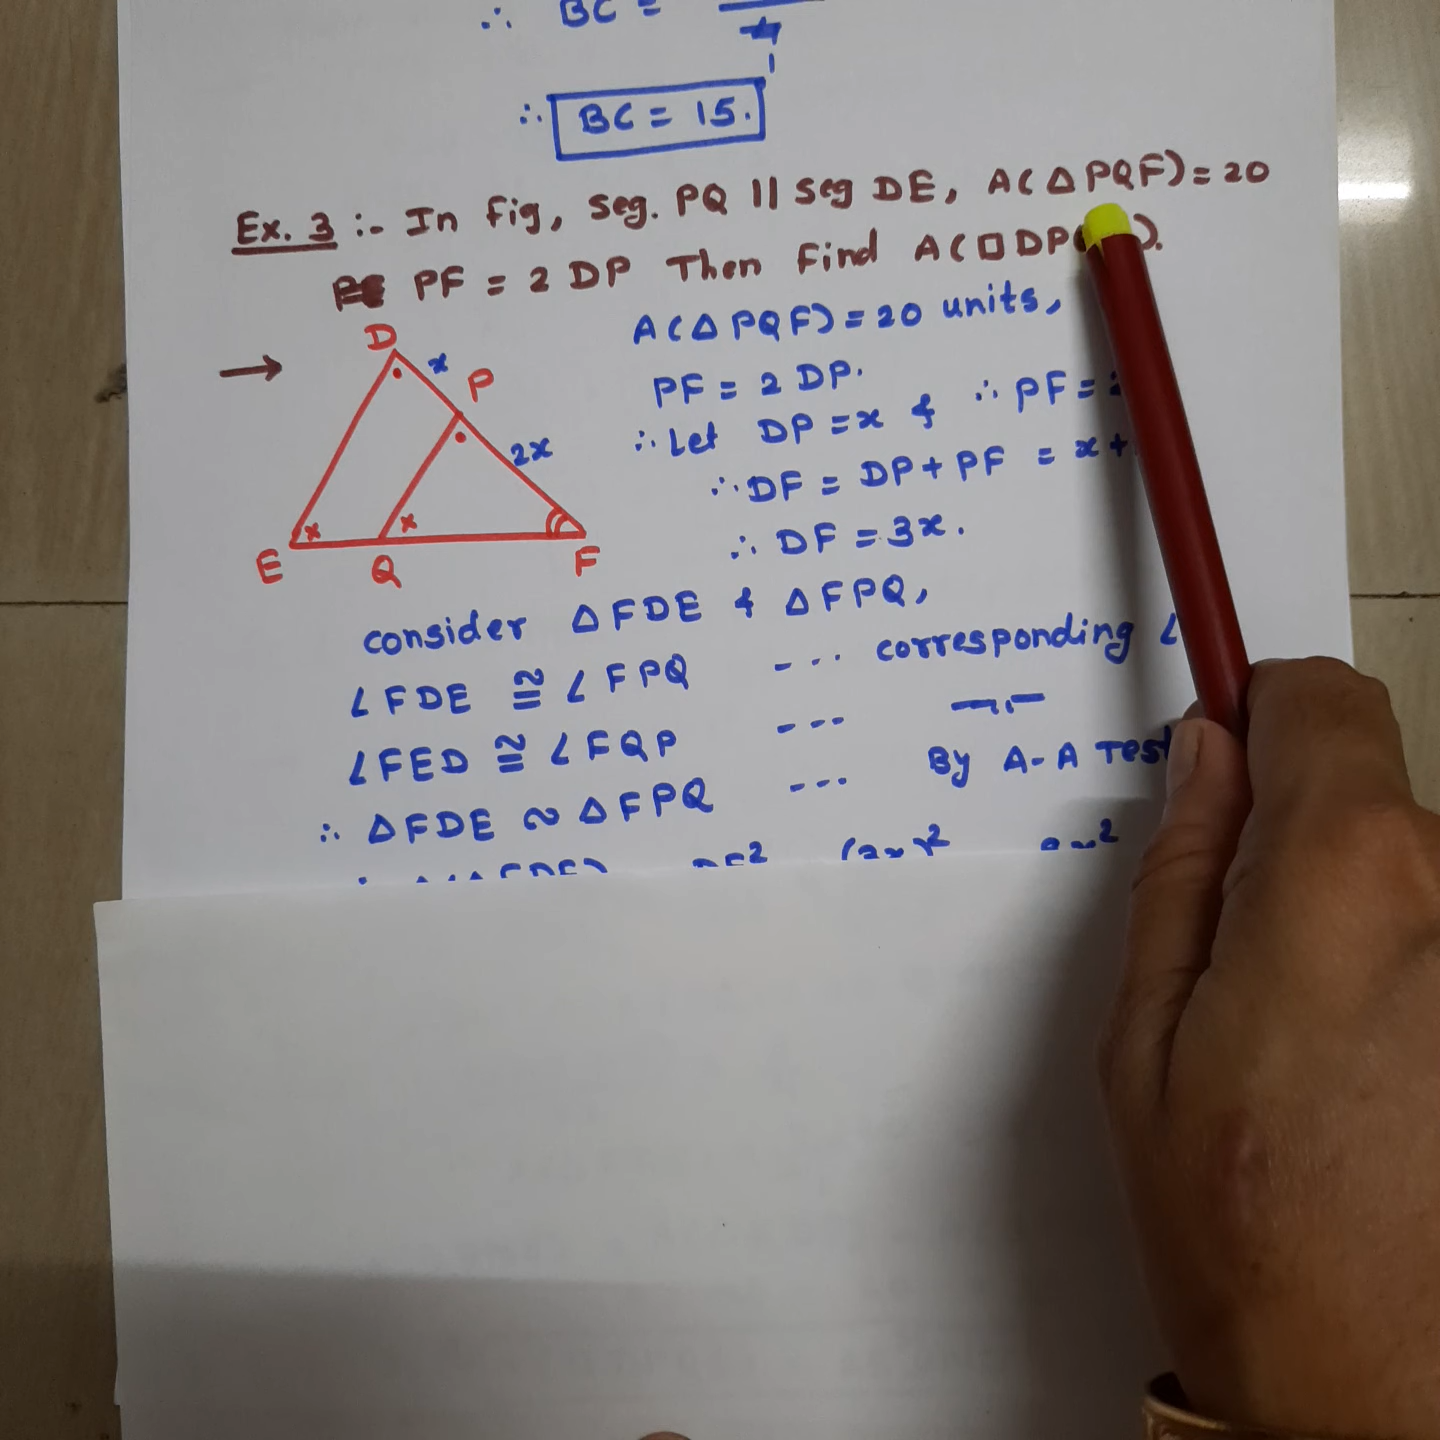 ∴ BC =
∴ BC = 15.
Ex. 3 :- In fig, seg. PQ || seg DE, A(△PQF) = 20
PF = 2 DP Then Find A(□DP ).
A(△PQF) = 20 units,
PF = 2 DP.
∴ Let DP = x & ∴ PF =
∴ DF = DP + PF = x +
∴ DF = 3x.
D
x
P
2x
x
x
E
Q
F
consider △FDE & △FPQ,
∠FDE ≅ ∠FPQ --- corresponding ∠
∠FED ≅ ∠FQP --- —„—
∴ △FDE ~ △FPQ --- By A-A Test